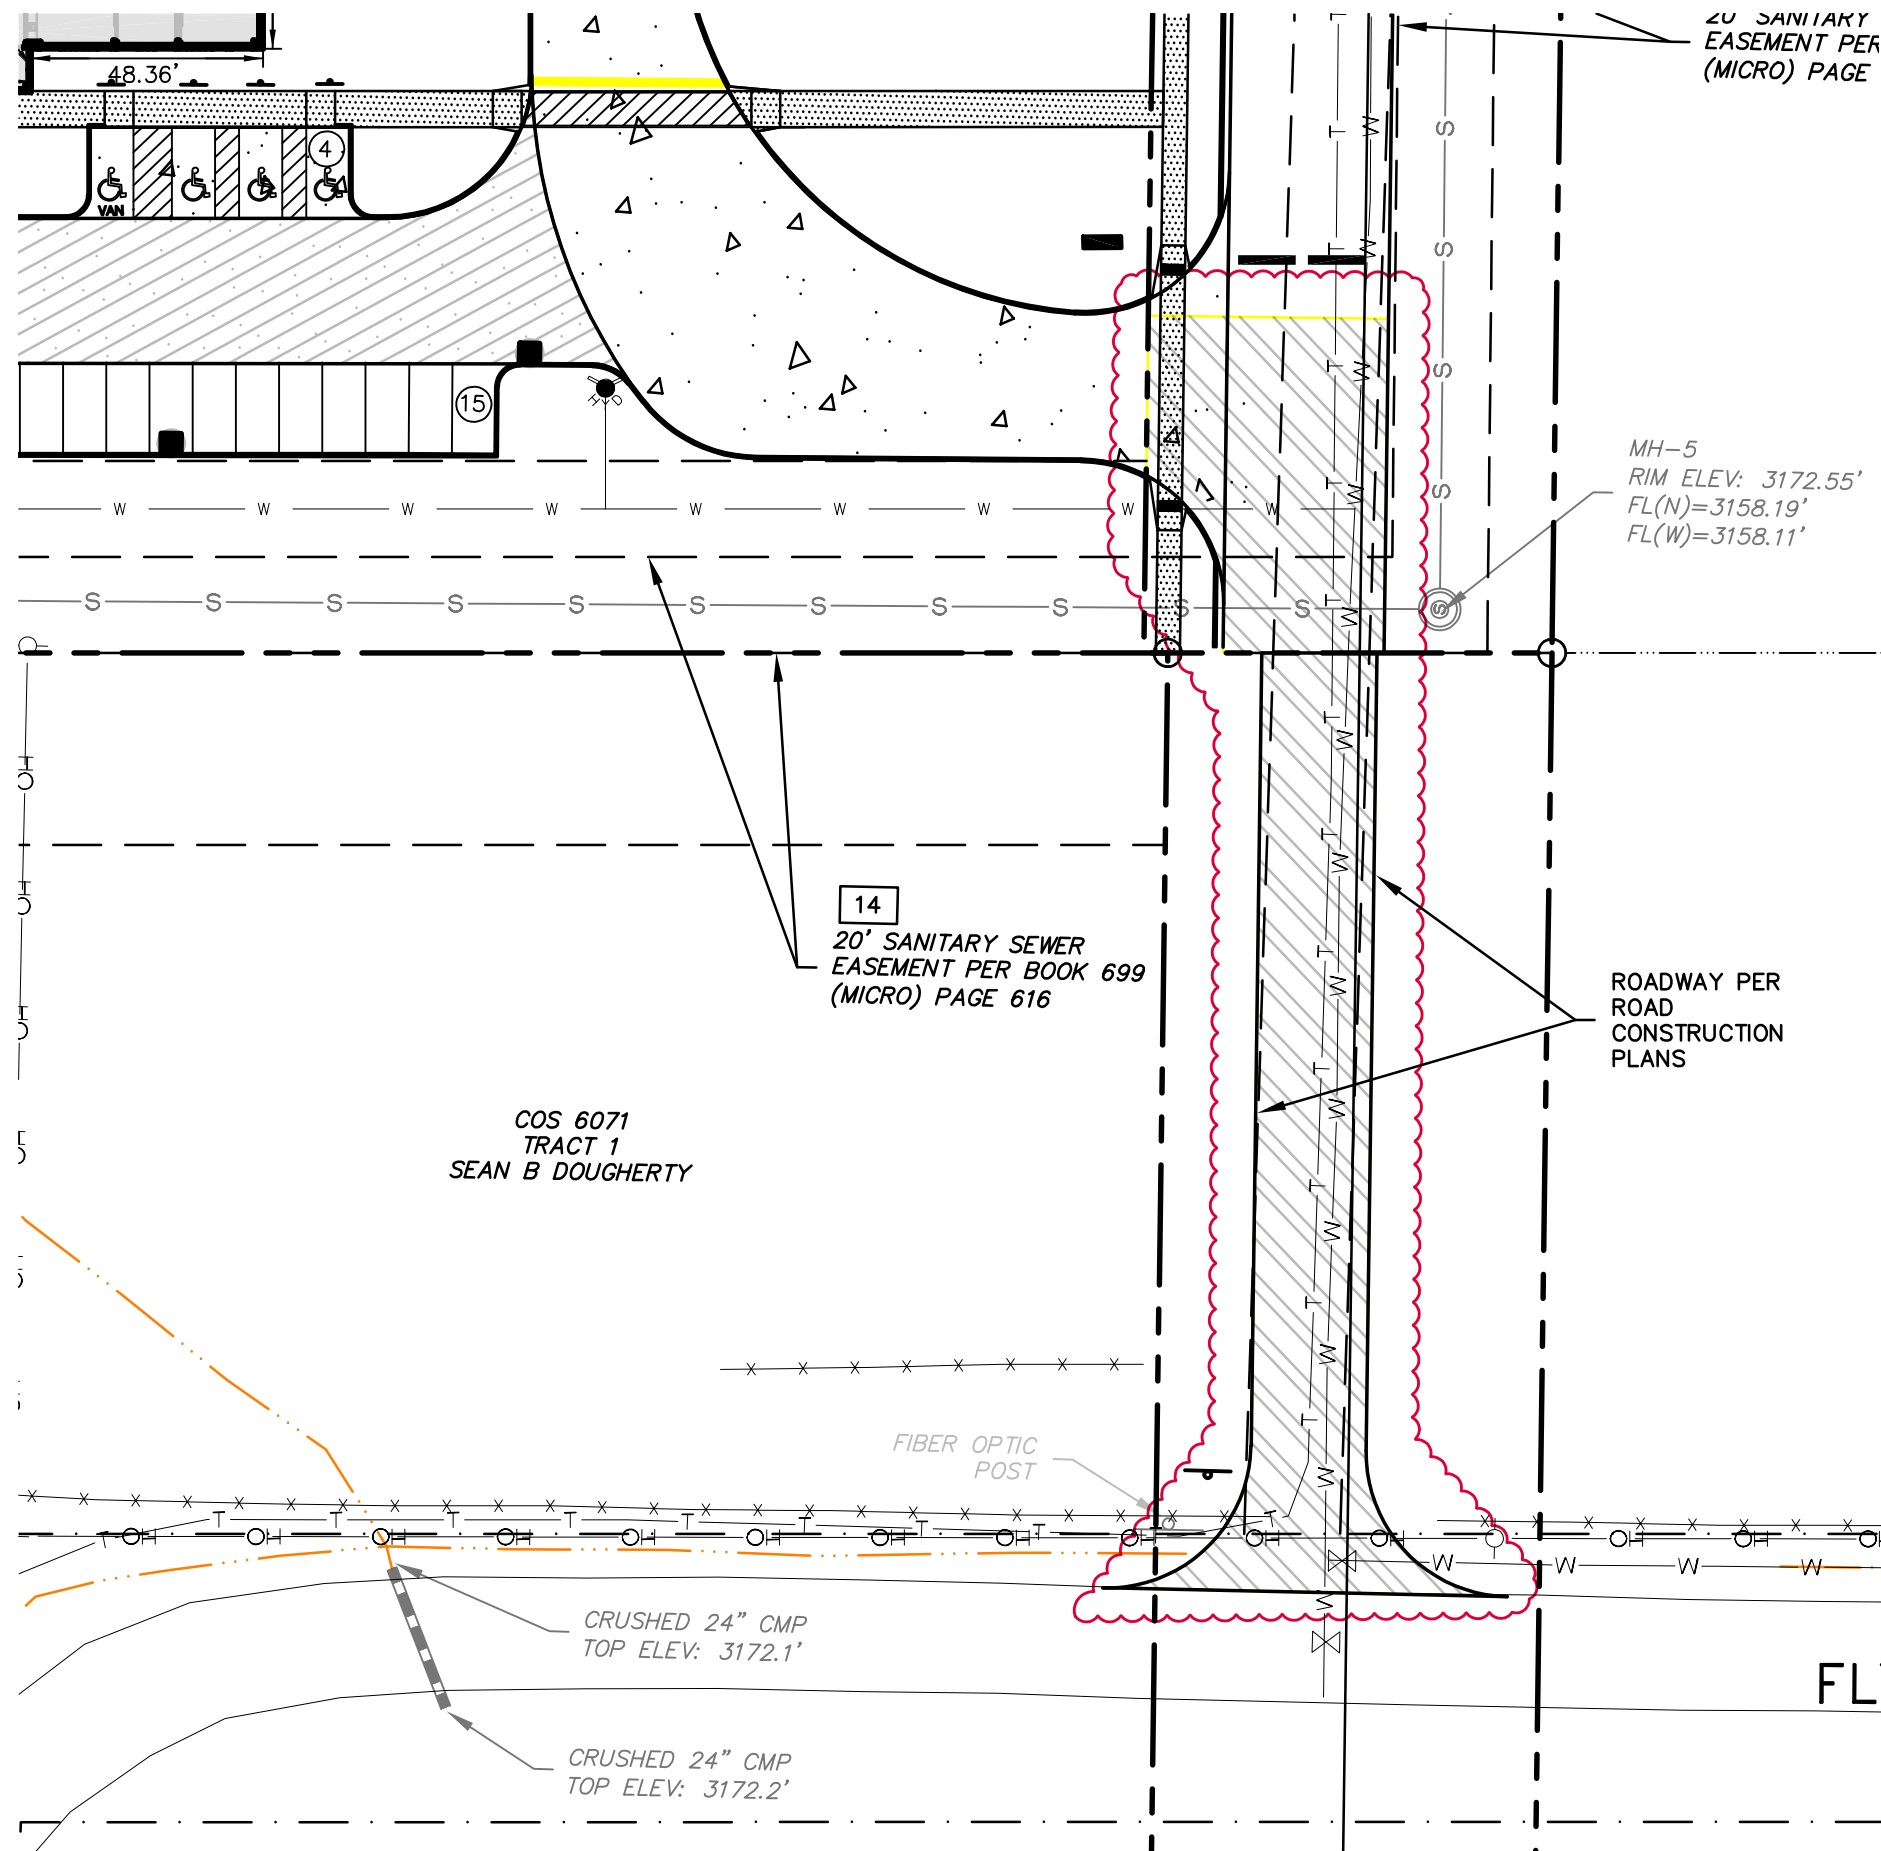 20' SANITARY
EASEMENT PER
(MICRO) PAGE
48.36'
4
VAN
15
HYD
MH-5
RIM ELEV: 3172.55'
FL(N)=3158.19'
FL(W)=3158.11'
14
20' SANITARY SEWER
EASEMENT PER BOOK 699
(MICRO) PAGE 616
ROADWAY PER
ROAD
CONSTRUCTION
PLANS
COS 6071
TRACT 1
SEAN B DOUGHERTY
FIBER OPTIC
POST
CRUSHED 24" CMP
TOP ELEV: 3172.1'
FL
CRUSHED 24" CMP
TOP ELEV: 3172.2'